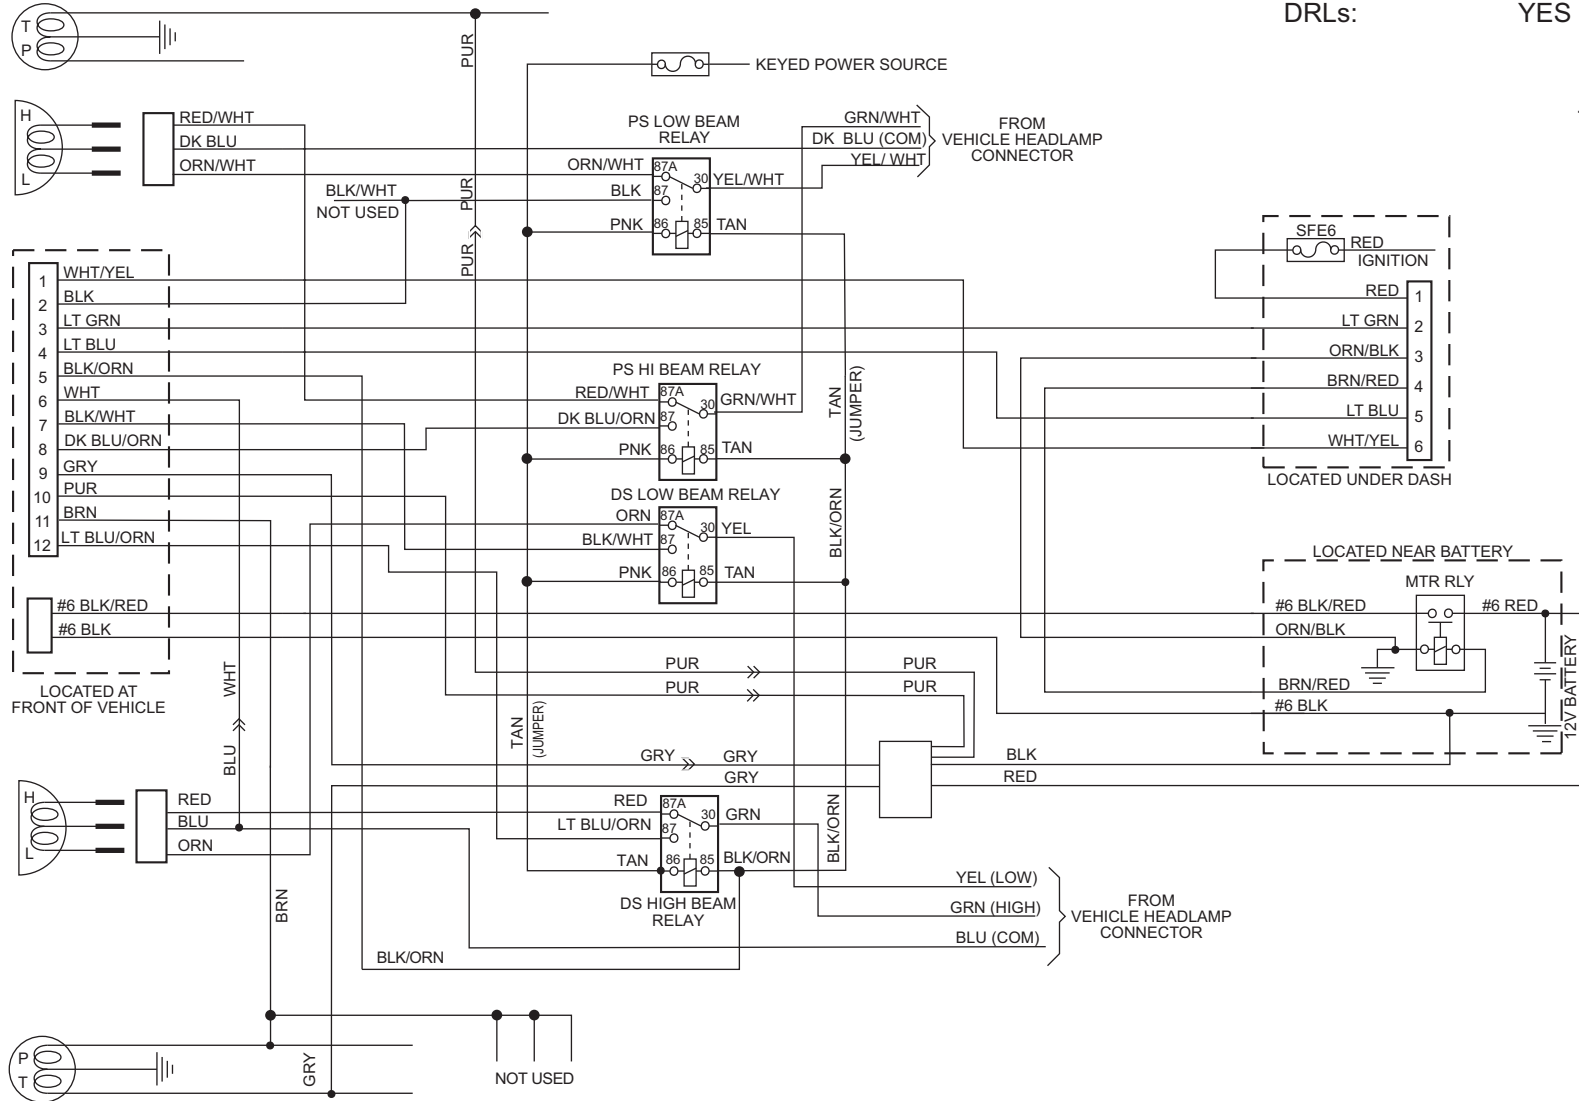 DRLs: YES
T
P
PUR
KEYED POWER SOURCE
H
L
RED/WHT
DK BLU
ORN/WHT
PS LOW BEAM
RELAY
GRN/WHT
DK BLU (COM)
YEL/ WHT
FROM
VEHICLE HEADLAMP
CONNECTOR
ORN/WHT
87A
30
YEL/WHT
BLK/WHT
NOT USED
BLK
87
PNK
86
85
TAN
PUR
PUR
SFE6
RED
IGNITION
1
WHT/YEL
2
BLK
3
LT GRN
4
LT BLU
5
BLK/ORN
6
WHT
7
BLK/WHT
8
DK BLU/ORN
9
GRY
10
PUR
11
BRN
12
LT BLU/ORN
RED
1
LT GRN
2
ORN/BLK
3
BRN/RED
4
LT BLU
5
WHT/YEL
6
LOCATED UNDER DASH
PS HI BEAM RELAY
RED/WHT
87A
30
GRN/WHT
DK BLU/ORN
87
PNK
86
85
TAN
TAN
(JUMPER)
DS LOW BEAM RELAY
ORN
87A
30
YEL
BLK/WHT
87
PNK
86
85
TAN
BLK/ORN
LOCATED NEAR BATTERY
MTR RLY
#6 BLK/RED
#6 RED
ORN/BLK
BRN/RED
#6 BLK
12V BATTERY
#6 BLK/RED
#6 BLK
LOCATED AT
FRONT OF VEHICLE
WHT
BLU
PUR
PUR
PUR
PUR
TAN
(JUMPER)
GRY
GRY
GRY
BLK
RED
H
L
RED
BLU
ORN
RED
87A
30
GRN
LT BLU/ORN
87
TAN
86
85
BLK/ORN
BLK/ORN
DS HIGH BEAM
RELAY
YEL (LOW)
GRN (HIGH)
BLU (COM)
FROM
VEHICLE HEADLAMP
CONNECTOR
BRN
BLK/ORN
P
T
GRY
NOT USED